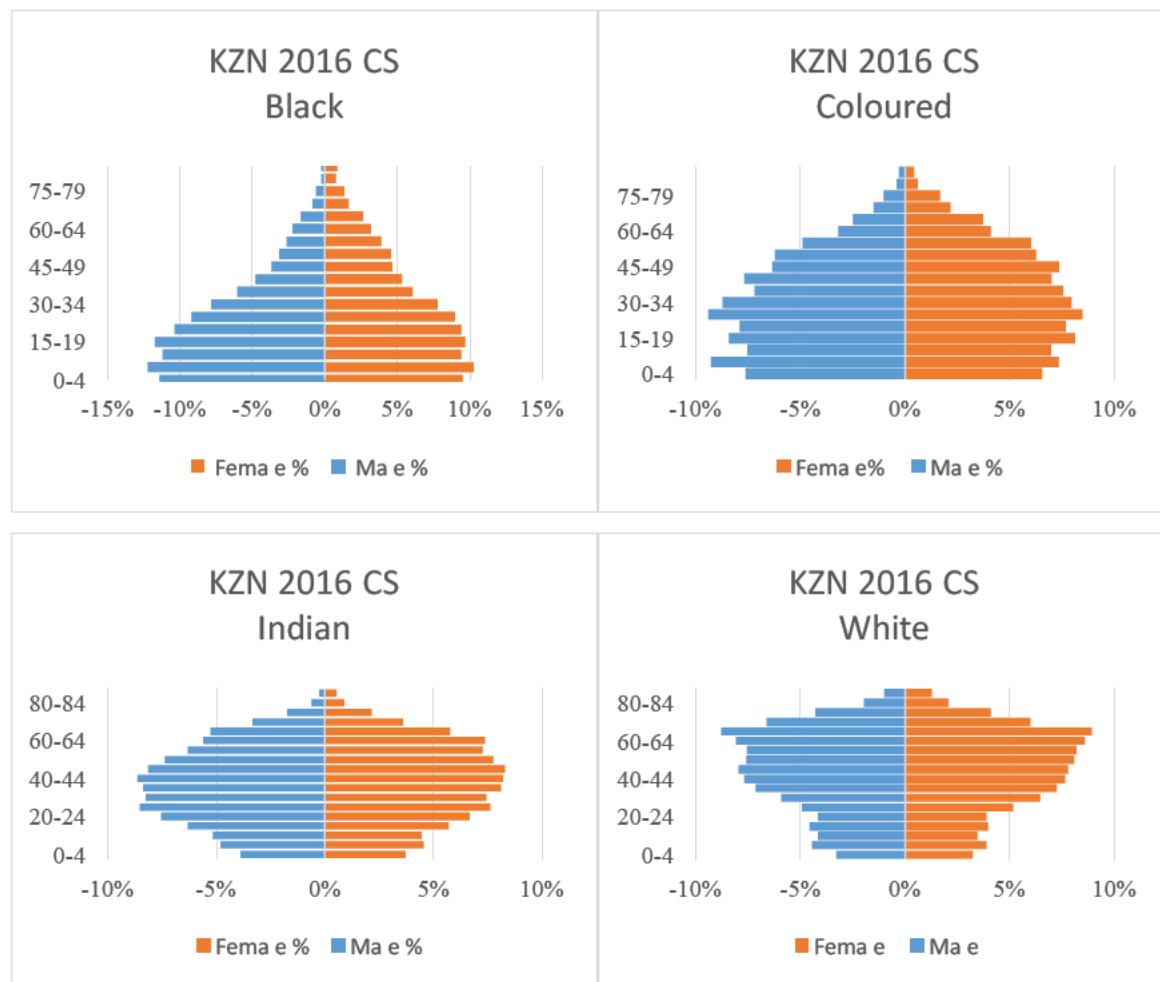 KZN 2016 CS
Black
75-79
60-64
45-49
30-34
15-19
0-4
-15% -10% -5% 0% 5% 10% 15%
Fema e % Ma e %
KZN 2016 CS
Coloured
75-79
60-64
45-49
30-34
15-19
0-4
-10% -5% 0% 5% 10%
Fema e% Ma e %
KZN 2016 CS
Indian
80-84
60-64
40-44
20-24
0-4
-10% -5% 0% 5% 10%
Fema e % Ma e %
KZN 2016 CS
White
80-84
60-64
40-44
20-24
0-4
-10% -5% 0% 5% 10%
Fema e Ma e